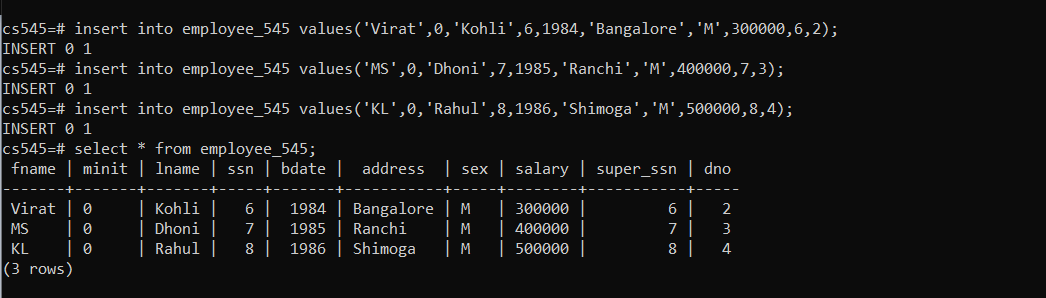 cs545=# insert into employee_545 values('Virat',0,'Kohli',6,1984,'Bangalore','M',300000,6,2);
INSERT 0 1
cs545=# insert into employee_545 values('MS',0,'Dhoni',7,1985,'Ranchi','M',400000,7,3);
INSERT 0 1
cs545=# insert into employee_545 values('KL',0,'Rahul',8,1986,'Shimoga','M',500000,8,4);
INSERT 0 1
cs545=# select * from employee_545;
 fname | minit | lname | ssn | bdate |  address  | sex | salary | super_ssn | dno
-------+-------+-------+-----+-------+-----------+-----+--------+-----------+-----
 Virat | 0     | Kohli |   6 |  1984 | Bangalore | M   | 300000 |         6 |   2
 MS    | 0     | Dhoni |   7 |  1985 | Ranchi    | M   | 400000 |         7 |   3
 KL    | 0     | Rahul |   8 |  1986 | Shimoga   | M   | 500000 |         8 |   4
(3 rows)